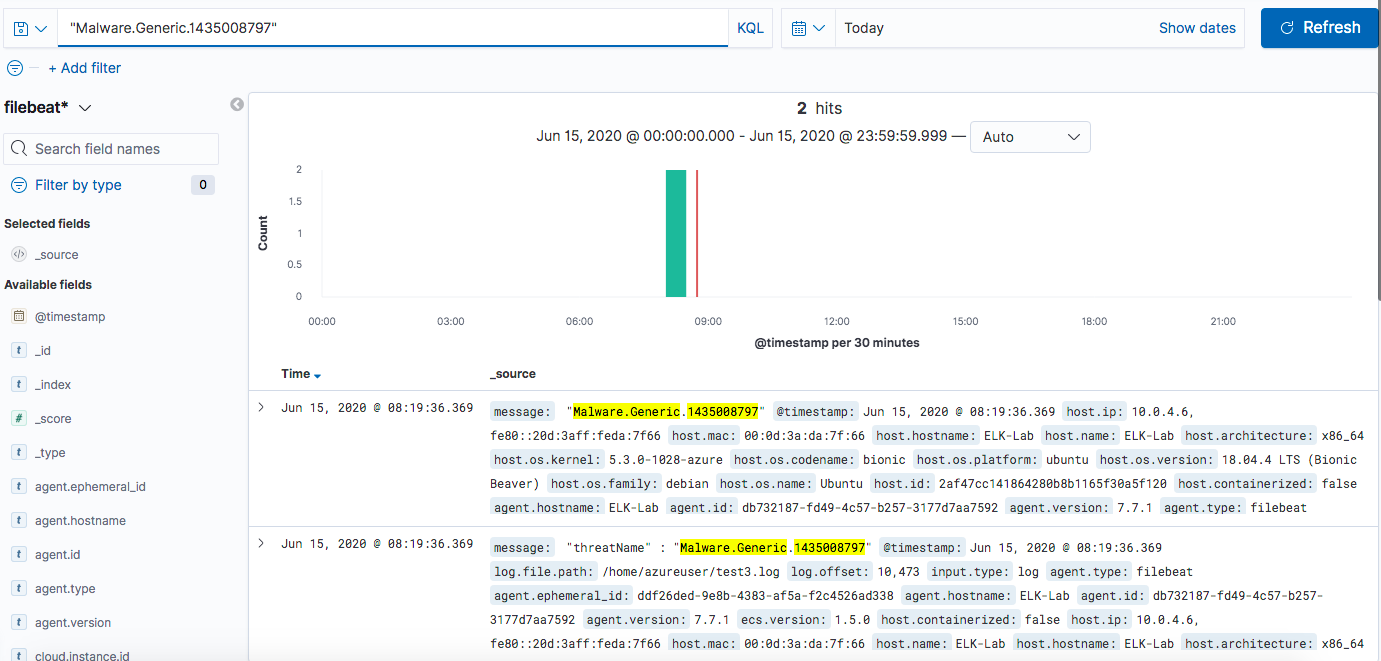 "Malware.Generic.1435008797"
KQL
Today
Show dates
Refresh
+ Add filter
filebeat*
Search field names
Filter by type
0
Selected fields
_source
Available fields
@timestamp
_id
_index
_score
_type
agent.ephemeral_id
agent.hostname
agent.id
agent.type
agent.version
cloud.instance.id
2 hits
Jun 15, 2020 @ 00:00:00.000 - Jun 15, 2020 @ 23:59:59.999 —
Auto
Count
2
1.5
1
0.5
0
00:00
03:00
06:00
09:00
12:00
15:00
18:00
21:00
@timestamp per 30 minutes
Time
_source
Jun 15, 2020 @ 08:19:36.369
message: "Malware.Generic.1435008797" @timestamp: Jun 15, 2020 @ 08:19:36.369 host.ip: 10.0.4.6,
fe80::20d:3aff:feda:7f66 host.mac: 00:0d:3a:da:7f:66 host.hostname: ELK-Lab host.name: ELK-Lab host.architecture: x86_64
host.os.kernel: 5.3.0-1028-azure host.os.codename: bionic host.os.platform: ubuntu host.os.version: 18.04.4 LTS (Bionic
Beaver) host.os.family: debian host.os.name: Ubuntu host.id: 2af47cc141864280b8b1165f30a5f120 host.containerized: false
agent.hostname: ELK-Lab agent.id: db732187-fd49-4c57-b257-3177d7aa7592 agent.version: 7.7.1 agent.type: filebeat
Jun 15, 2020 @ 08:19:36.369
message: "threatName" : "Malware.Generic.1435008797" @timestamp: Jun 15, 2020 @ 08:19:36.369
log.file.path: /home/azureuser/test3.log log.offset: 10,473 input.type: log agent.type: filebeat
agent.ephemeral_id: ddf26ded-9e8b-4383-af5a-f2c4526ad338 agent.hostname: ELK-Lab agent.id: db732187-fd49-4c57-b257-
3177d7aa7592 agent.version: 7.7.1 ecs.version: 1.5.0 host.containerized: false host.ip: 10.0.4.6,
fe80::20d:3aff:feda:7f66 host.mac: 00:0d:3a:da:7f:66 host.name: ELK-Lab host.hostname: ELK-Lab host.architecture: x86_64